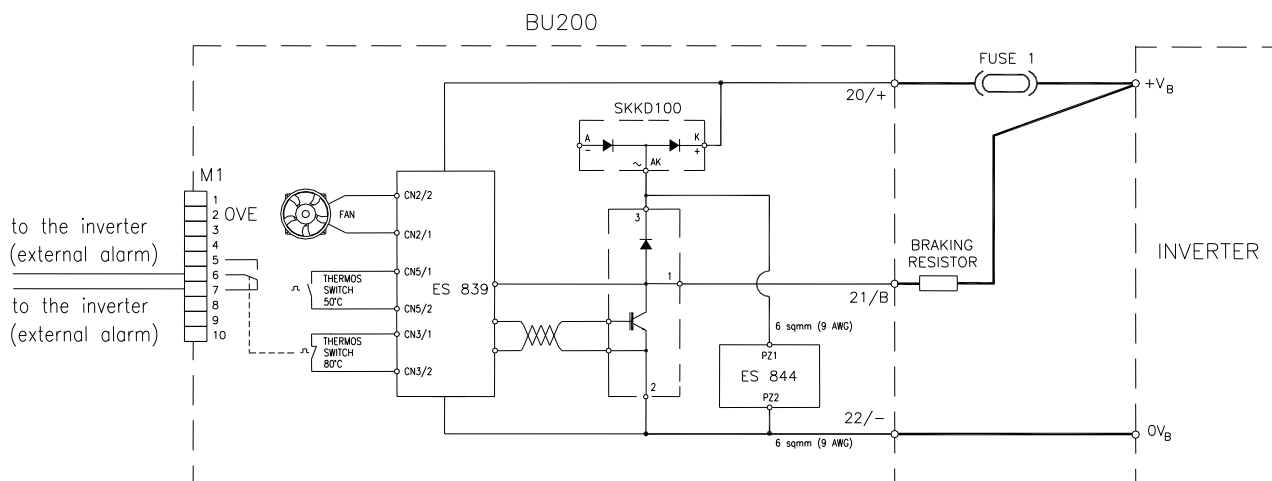 BU200
FUSE 1
20/+
+VB
SKKD100
A
-
K
+
~
AK
M1
1
2
3
4
5
6
7
8
9
10
OVE
to the inverter
(external alarm)
to the inverter
(external alarm)
FAN
CN2/2
CN2/1
CN5/1
CN5/2
CN3/1
CN3/2
THERMOS
SWITCH
50°C
THERMOS
SWITCH
80°C
ES 839
3
1
2
BRAKING
RESISTOR
INVERTER
21/B
6 sqmm (9 AWG)
PZ1
ES 844
PZ2
22/-
6 sqmm (9 AWG)
0VB